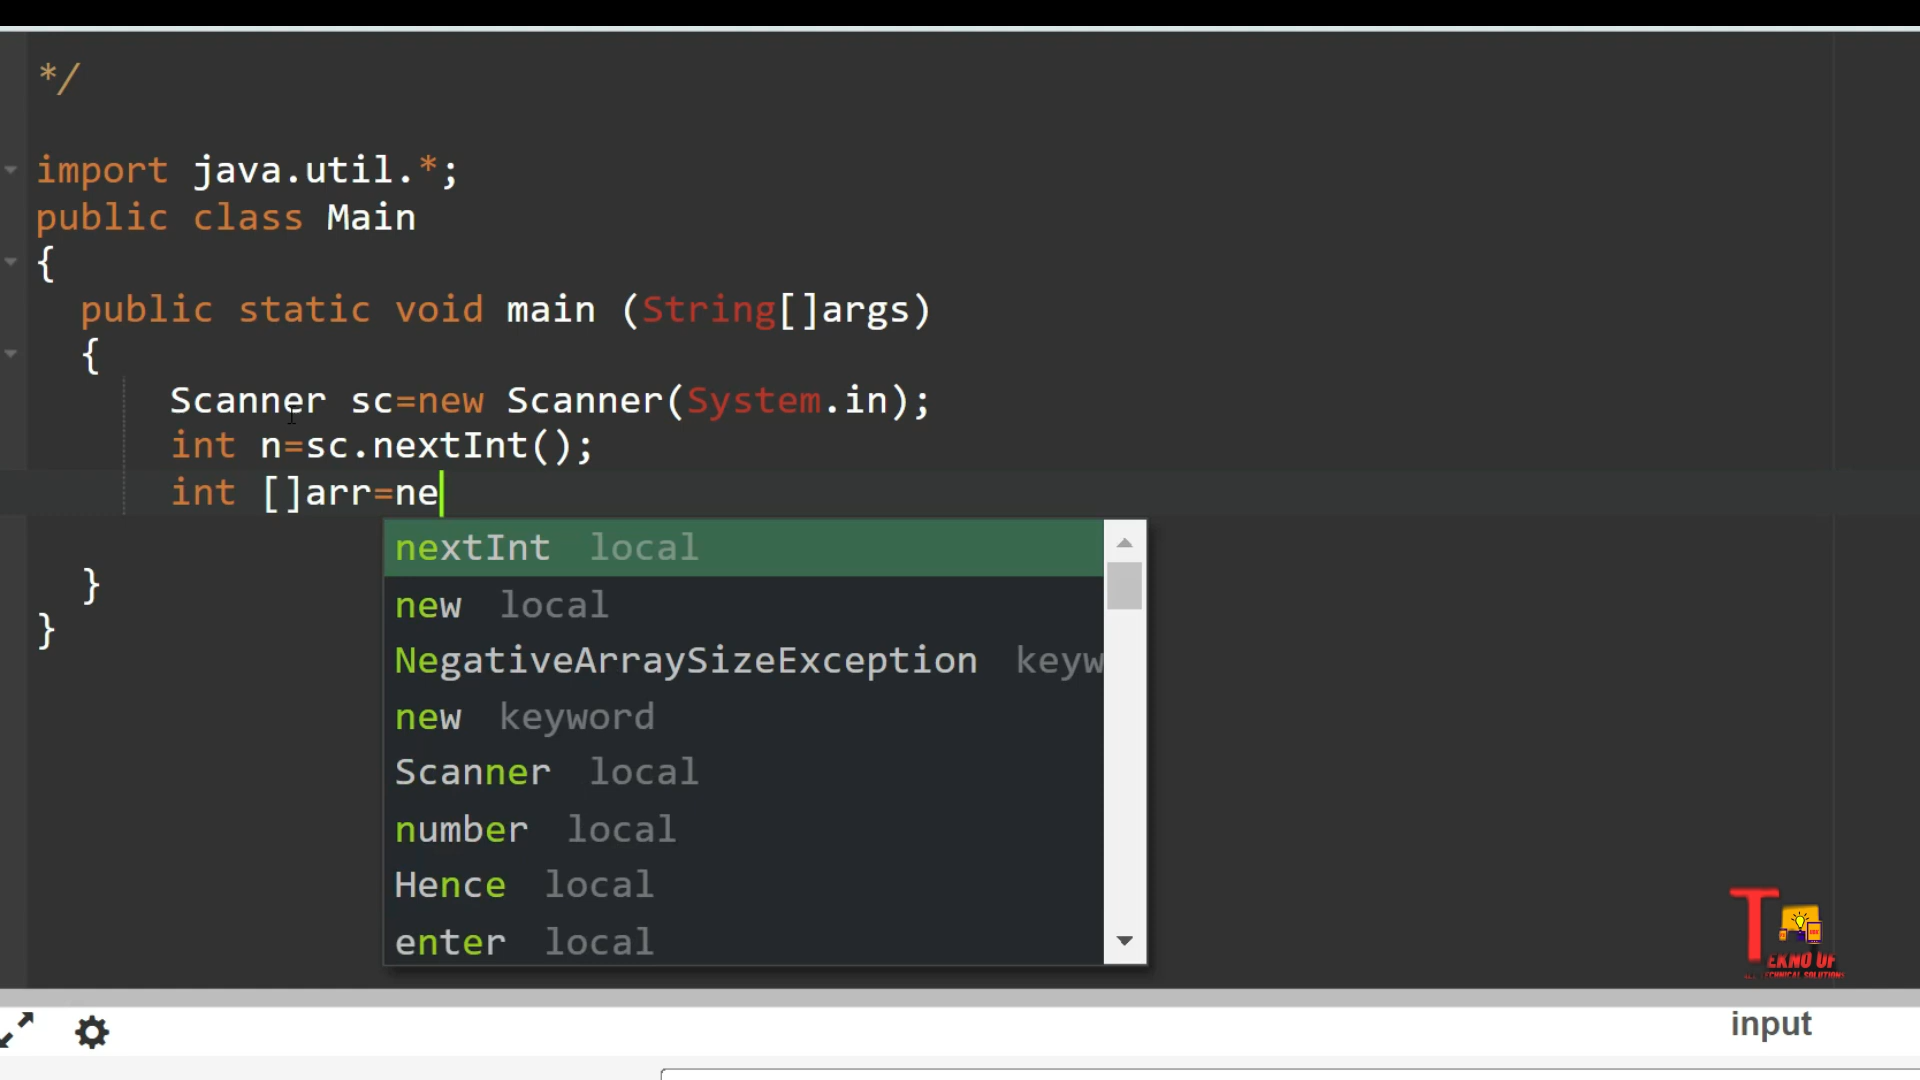 */
import java.util.*;
public class Main
{
public static void main (String[]args)
{
Scanner sc=new Scanner(System.in);
int n=sc.nextInt();
int []arr=ne
nextInt local
new local
NegativeArraySizeException keyw
new keyword
Scanner local
number local
Hence local
enter local
}
}
TEKNO UF
input